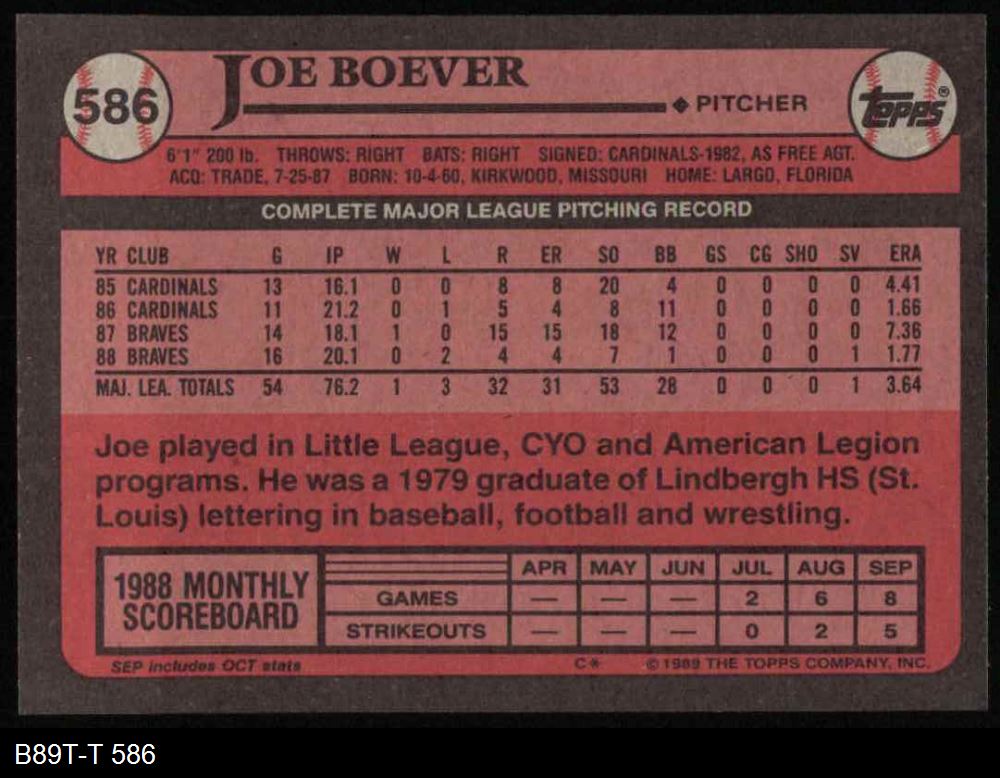 586
JOE BOEVER
PITCHER
TOPPS®
6'1" 200 lb. THROWS: RIGHT BATS: RIGHT SIGNED: CARDINALS-1982, AS FREE AGT.
ACQ: TRADE, 7-25-87 BORN: 10-4-60, KIRKWOOD, MISSOURI HOME: LARGO, FLORIDA
COMPLETE MAJOR LEAGUE PITCHING RECORD
YR CLUB G IP W L R ER SO BB GS CG SHO SV ERA
85 CARDINALS 13 16.1 0 0 8 8 20 4 0 0 0 0 4.41
86 CARDINALS 11 21.2 0 1 5 4 8 11 0 0 0 0 1.66
87 BRAVES 14 18.1 1 0 15 15 18 12 0 0 0 0 7.36
88 BRAVES 16 20.1 0 2 4 4 7 1 0 0 0 1 1.77
MAJ. LEA. TOTALS 54 76.2 1 3 32 31 53 28 0 0 0 1 3.64
Joe played in Little League, CYO and American Legion
programs. He was a 1979 graduate of Lindbergh HS (St.
Louis) lettering in baseball, football and wrestling.
1988 MONTHLY
SCOREBOARD
APR MAY JUN JUL AUG SEP
GAMES — — — 2 6 8
STRIKEOUTS — — — 0 2 5
SEP includes OCT stats
C* © 1989 THE TOPPS COMPANY, INC.
B89T-T 586